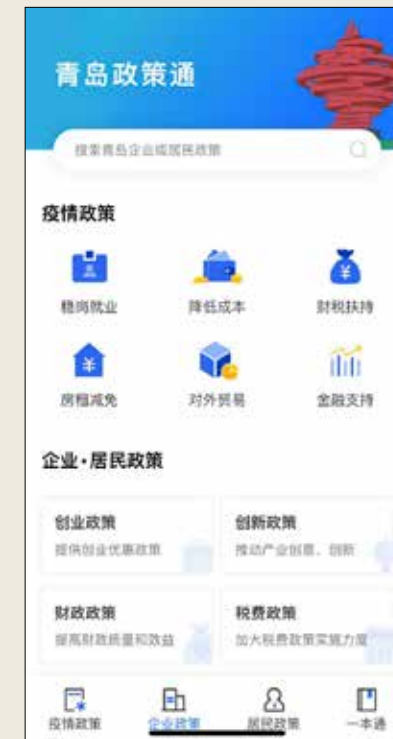 青岛政策通
搜索青岛企业或居民政策
疫情政策
稳岗就业 降低成本 财税扶持
房租减免 对外贸易 金融支持
企业·居民政策
创业政策 创新政策
提供创业优惠政策 推动产业创意、创新
财政政策 税费政策
提高财政质量和效益 加大税费政策实施力度
疫情政策 企业政策 居民政策 一本通